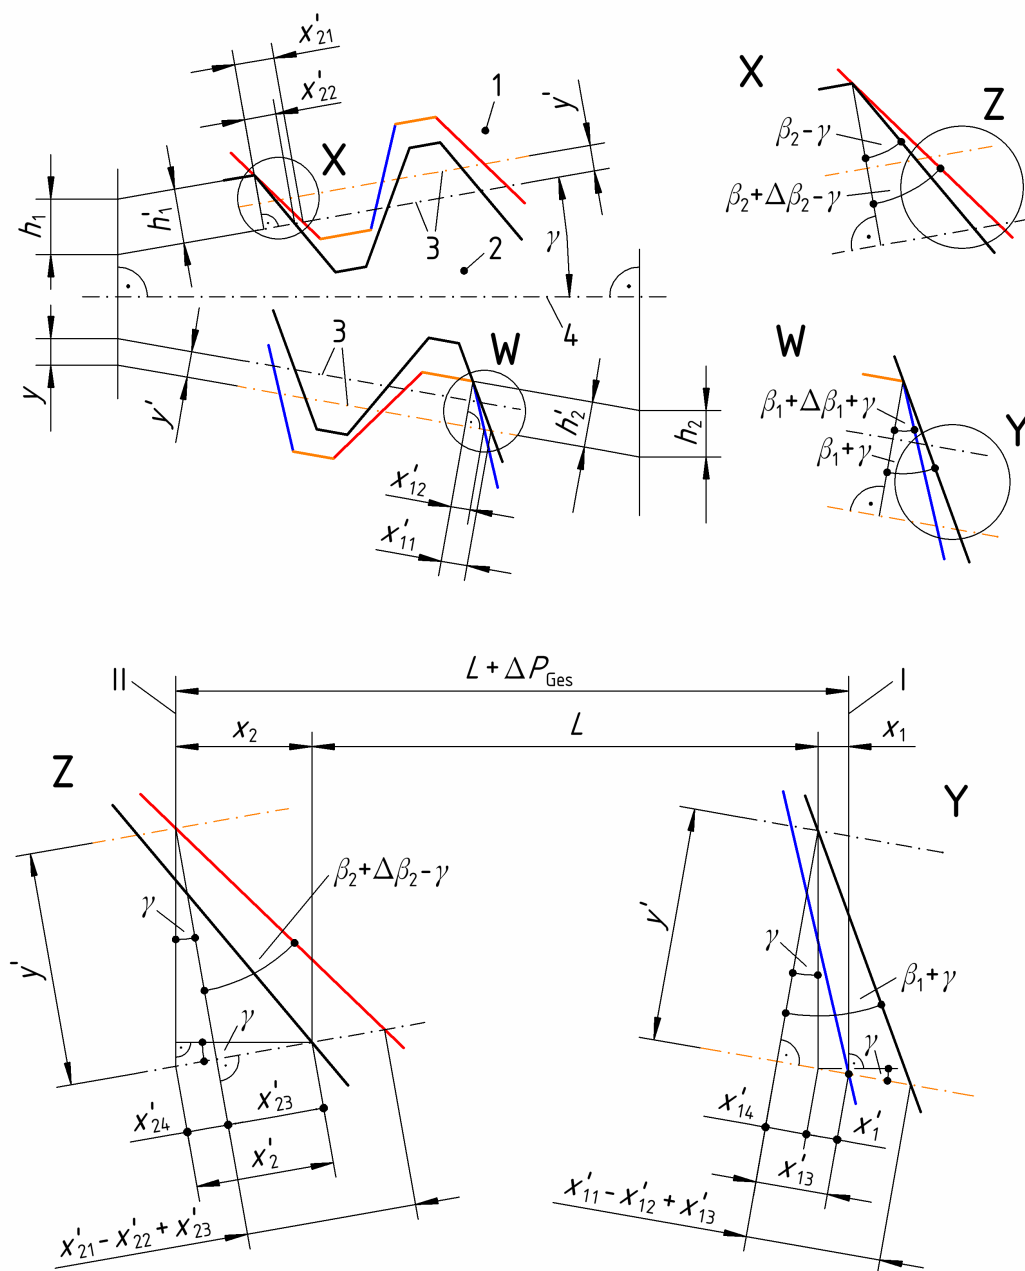 x′21
x′22
X
1
y′
h1
h′1
3
γ
2
4
3
W
y
y′
h′2
h2
x′12
x′11
X
Z
β2−γ
β2+Δβ2−γ
W
Y
β1+Δβ1+γ
β1+γ
II
L + ΔPGes
I
x2
L
x1
Z
Y
β2+Δβ2−γ
γ
y′
γ
y′
γ
β1+γ
γ
x′24
x′23
x′2
x′21 − x′22 + x′23
x′14
x′1
x′13
x′11 − x′12 + x′13